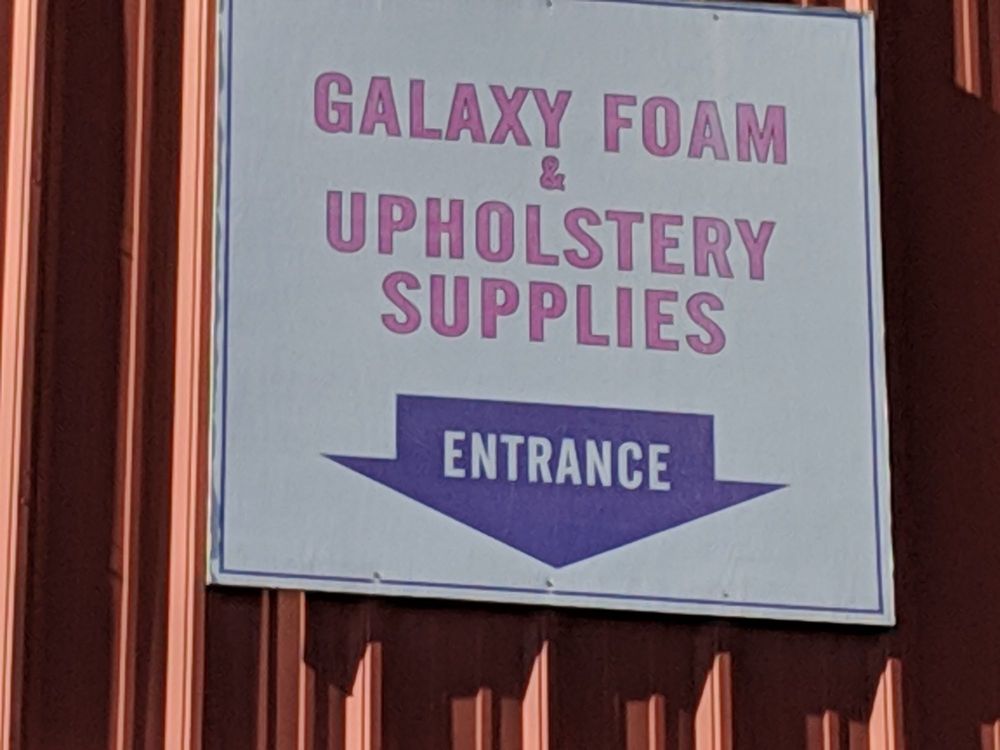 GALAXY FOAM
&
UPHOLSTERY
SUPPLIES
ENTRANCE